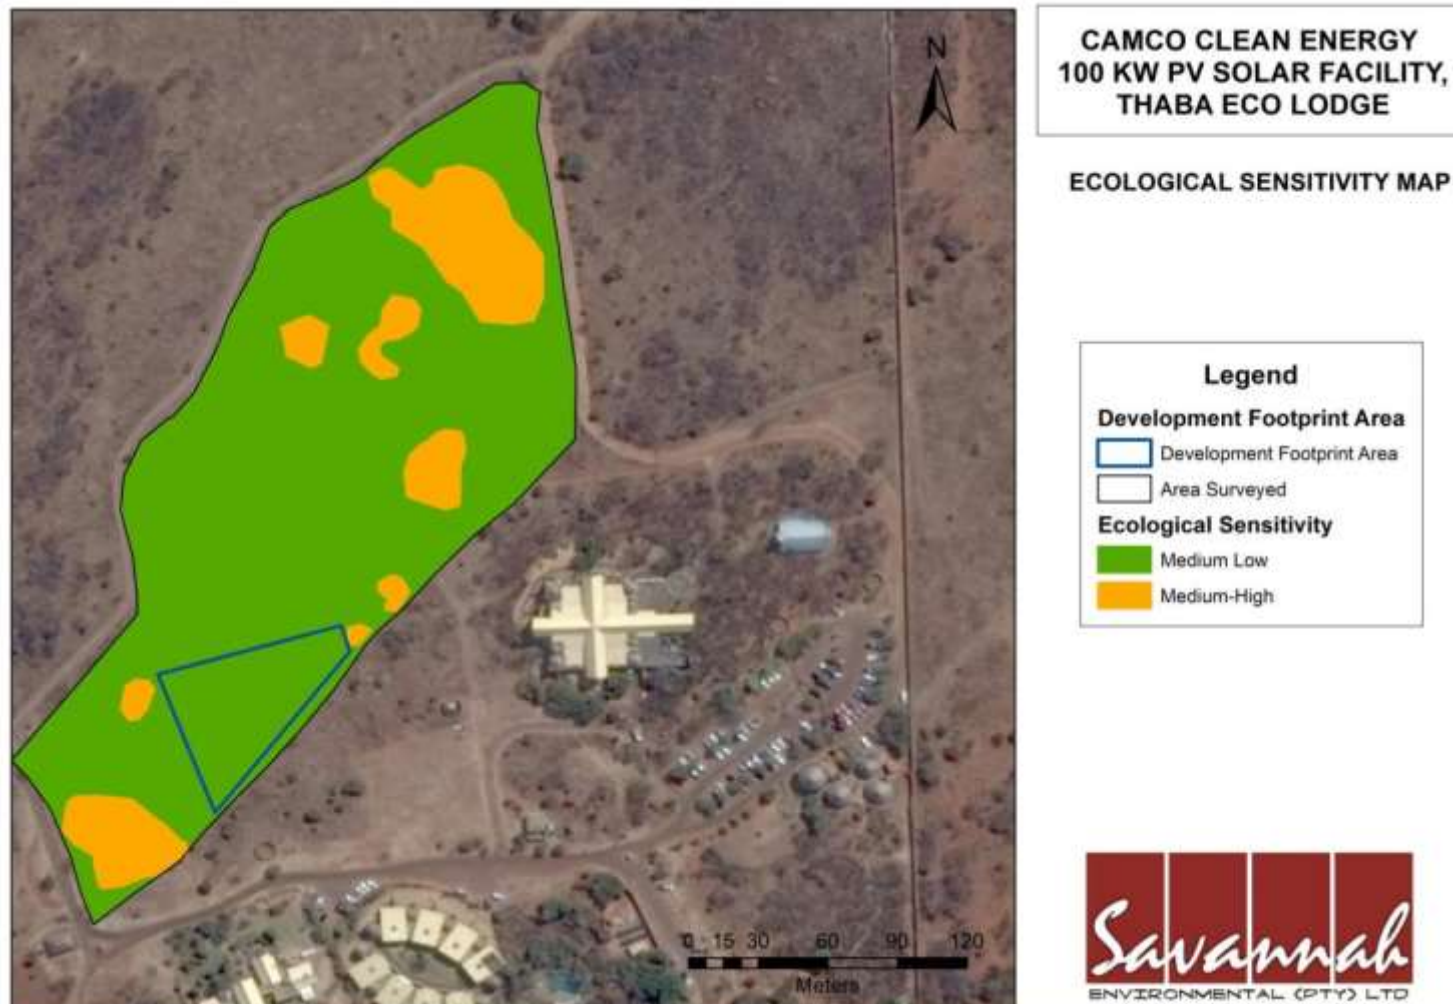 N
CAMCO CLEAN ENERGY
100 KW PV SOLAR FACILITY,
THABA ECO LODGE
ECOLOGICAL SENSITIVITY MAP
Legend
Development Footprint Area
Development Footprint Area
Area Surveyed
Ecological Sensitivity
Medium Low
Medium-High
0 15 30 60 90 120
Meters
Savannah
ENVIRONMENTAL (PTY) LTD